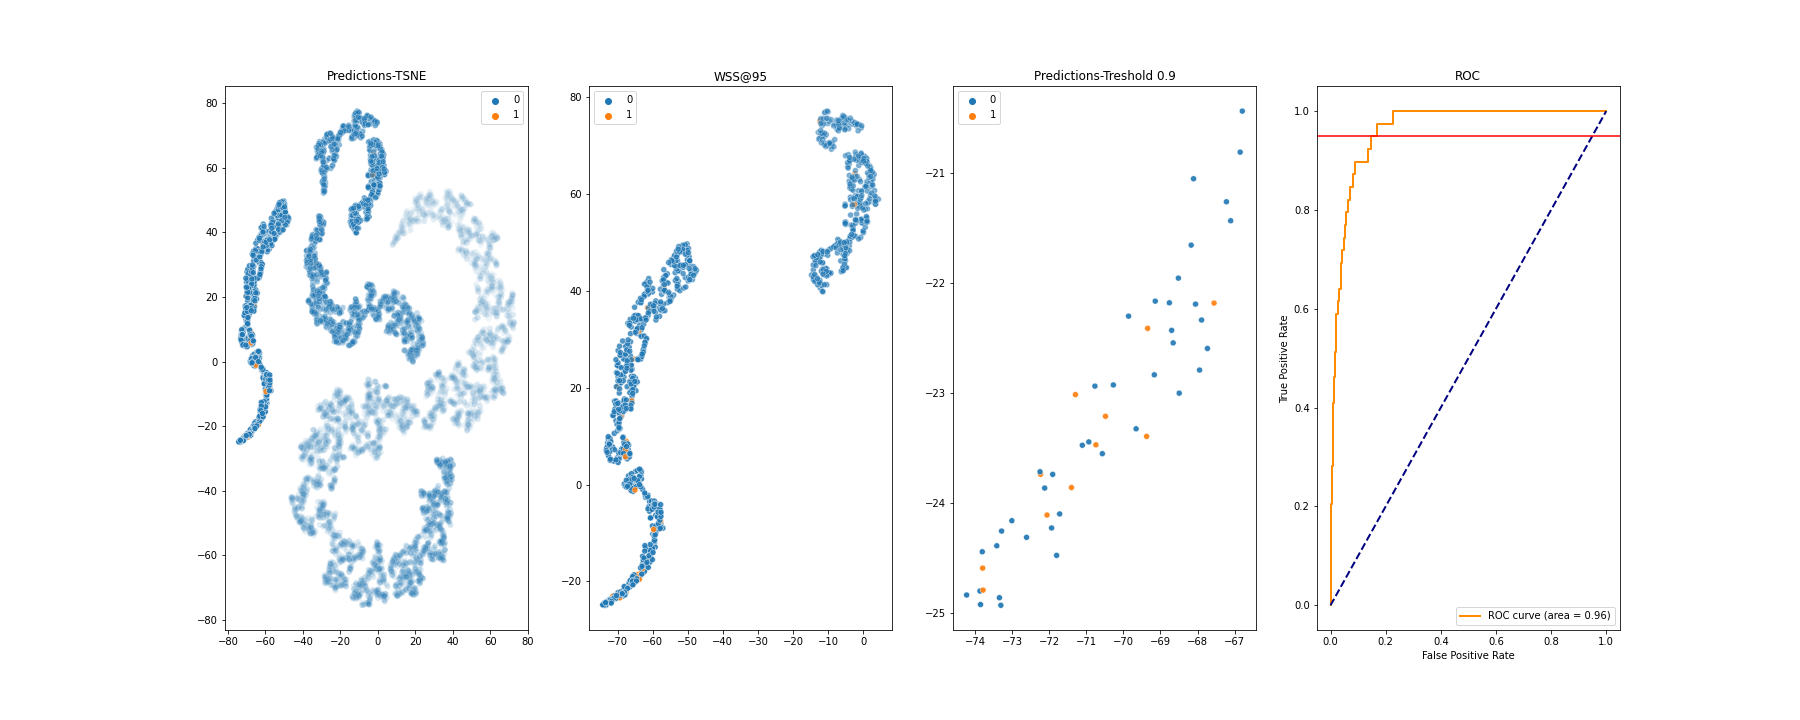 Predictions-TSNE
0
1
80
60
40
20
0
−20
−40
−60
−80
−80 −60 −40 −20 0 20 40 60 80
WSS@95
0
1
80
60
40
20
0
−20
−70 −60 −50 −40 −30 −20 −10 0
Predictions-Treshold 0.9
0
1
−21
−22
−23
−24
−25
−74 −73 −72 −71 −70 −69 −68 −67
ROC
True Positive Rate
1.0
0.8
0.6
0.4
0.2
0.0
ROC curve (area = 0.96)
0.0 0.2 0.4 0.6 0.8 1.0
False Positive Rate